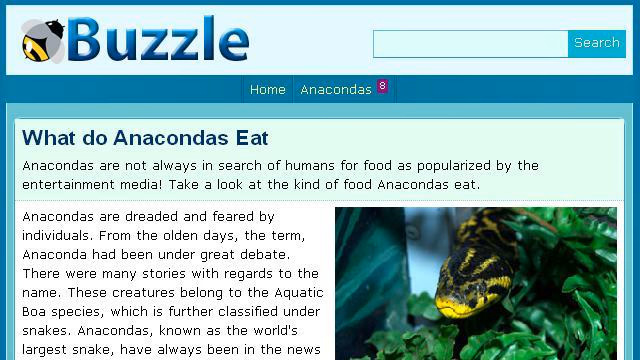 Buzzle
Search
Home Anacondas 8
What do Anacondas Eat
Anacondas are not always in search of humans for food as popularized by the
entertainment media! Take a look at the kind of food Anacondas eat.
Anacondas are dreaded and feared by
individuals. From the olden days, the term,
Anaconda had been under great debate.
There were many stories with regards to the
name. These creatures belong to the Aquatic
Boa species, which is further classified under
snakes. Anacondas, known as the world's
largest snake, have always been in the news